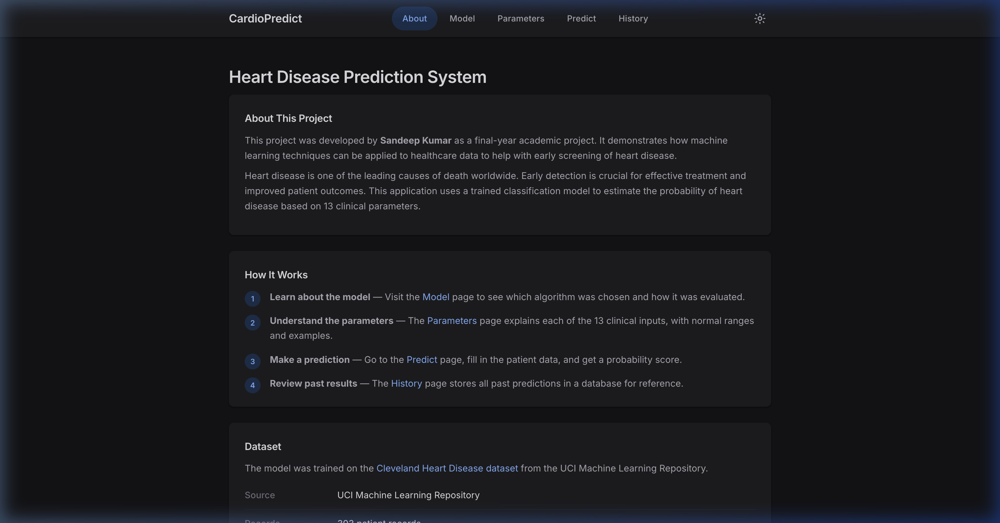 CardioPredict
About
Model
Parameters
Predict
History
Heart Disease Prediction System
About This Project
This project was developed by Sandeep Kumar as a final-year academic project. It demonstrates how machine
learning techniques can be applied to healthcare data to help with early screening of heart disease.
Heart disease is one of the leading causes of death worldwide. Early detection is crucial for effective treatment and
improved patient outcomes. This application uses a trained classification model to estimate the probability of heart
disease based on 13 clinical parameters.
How It Works
1 Learn about the model — Visit the Model page to see which algorithm was chosen and how it was evaluated.
2 Understand the parameters — The Parameters page explains each of the 13 clinical inputs, with normal ranges
and examples.
3 Make a prediction — Go to the Predict page, fill in the patient data, and get a probability score.
4 Review past results — The History page stores all past predictions in a database for reference.
Dataset
The model was trained on the Cleveland Heart Disease dataset from the UCI Machine Learning Repository.
Source UCI Machine Learning Repository
Records 303 patient records